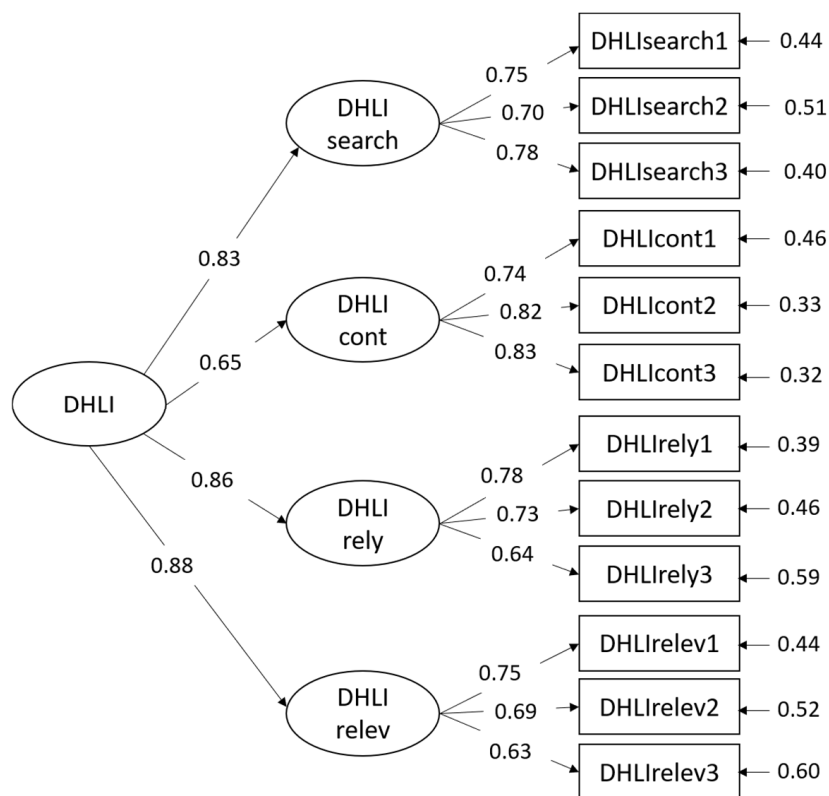 DHLI
0.83
0.65
0.86
0.88
DHLI
search
0.75
0.70
0.78
DHLIsearch1
0.44
DHLIsearch2
0.51
DHLIsearch3
0.40
DHLI
cont
0.74
0.82
0.83
DHLIcont1
0.46
DHLIcont2
0.33
DHLIcont3
0.32
DHLI
rely
0.78
0.73
0.64
DHLIrely1
0.39
DHLIrely2
0.46
DHLIrely3
0.59
DHLI
relev
0.75
0.69
0.63
DHLIrelev1
0.44
DHLIrelev2
0.52
DHLIrelev3
0.60